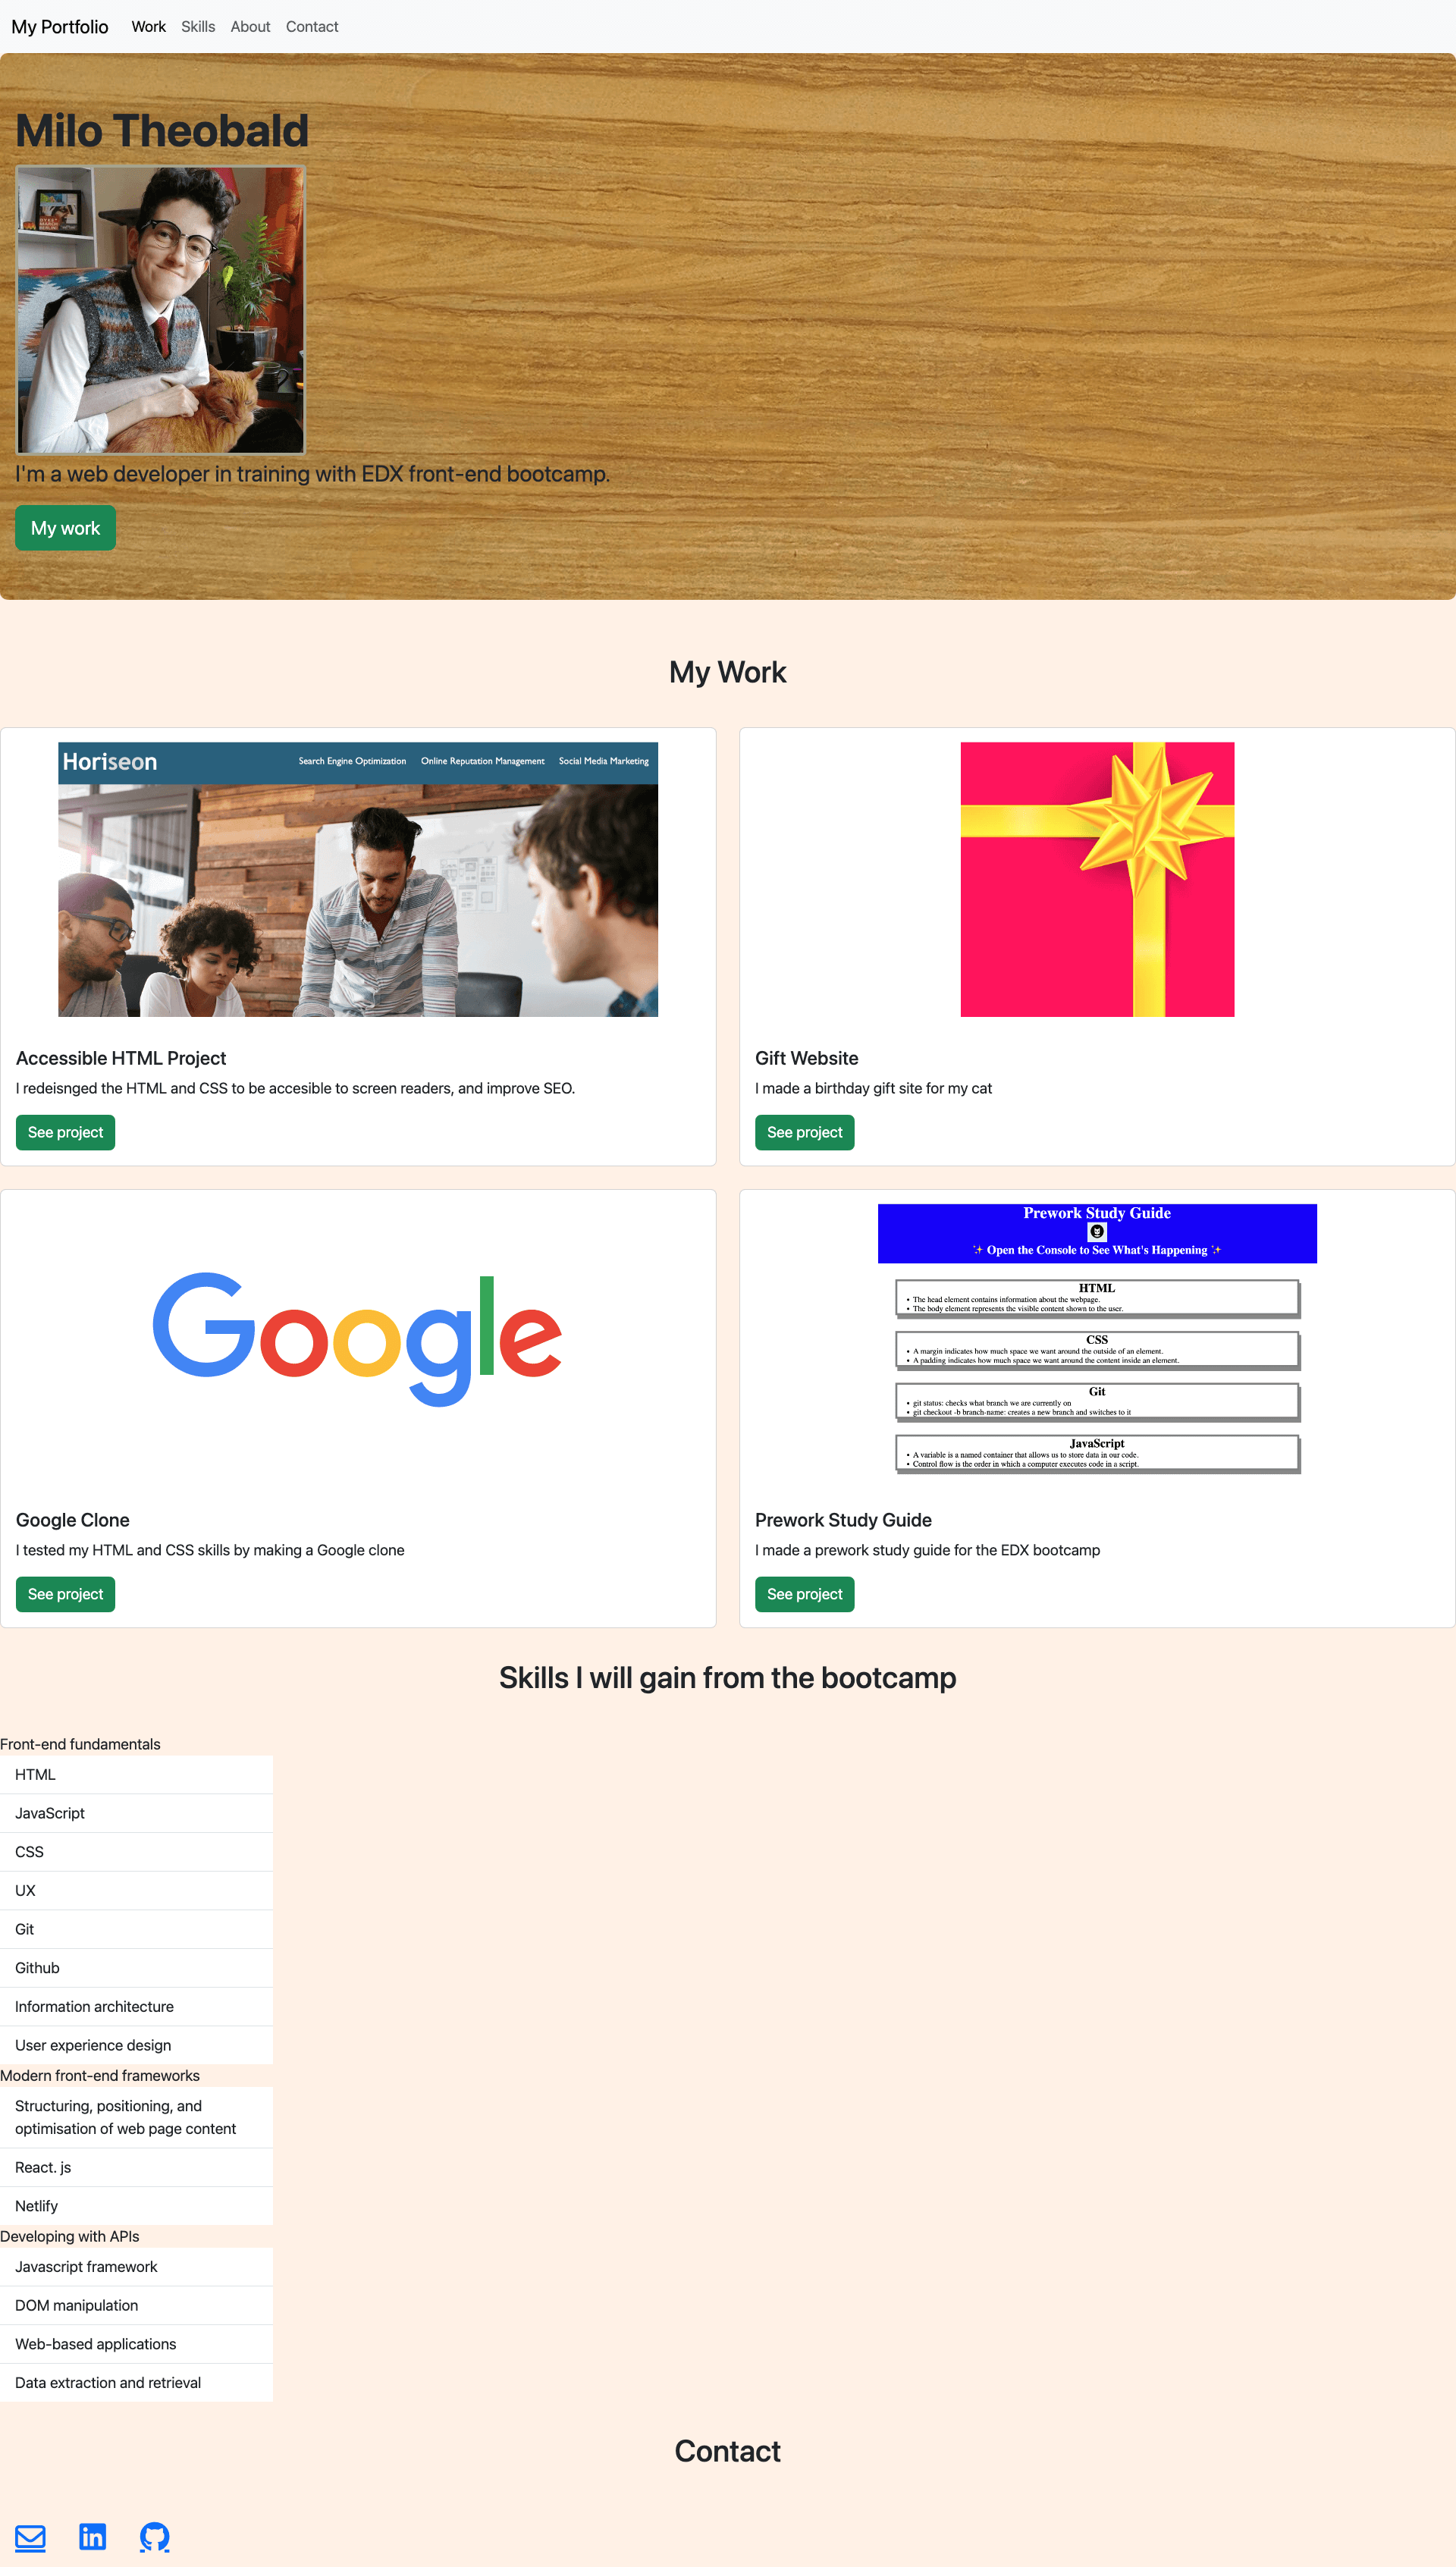 My Portfolio Work Skills About Contact
Milo Theobald
I'm a web developer in training with EDX front-end bootcamp.
My work
My Work
Horiseon Search Engine Optimization Online Reputation Management Social Media Marketing
Accessible HTML Project
I redeisnged the HTML and CSS to be accesible to screen readers, and improve SEO.
See project
Gift Website
I made a birthday gift site for my cat
See project
Google
Google Clone
I tested my HTML and CSS skills by making a Google clone
See project
Prework Study Guide
✨ Open the Console to See What's Happening ✨
HTML
• The head element contains information about the webpage.
• The body element represents the visible content shown to the user.
CSS
• A margin indicates how much space we want around the outside of an element.
• A padding indicates how much space we want around the content inside an element.
Git
• git status: checks what branch we are currently on
• git checkout -b branch-name: creates a new branch and switches to it
JavaScript
• A variable is a named container that allows us to store data in our code.
• Control flow is the order in which a computer executes code in a script.
Prework Study Guide
I made a prework study guide for the EDX bootcamp
See project
Skills I will gain from the bootcamp
Front-end fundamentals
HTML
JavaScript
CSS
UX
Git
Github
Information architecture
User experience design
Modern front-end frameworks
Structuring, positioning, and
optimisation of web page content
React. js
Netlify
Developing with APIs
Javascript framework
DOM manipulation
Web-based applications
Data extraction and retrieval
Contact
in